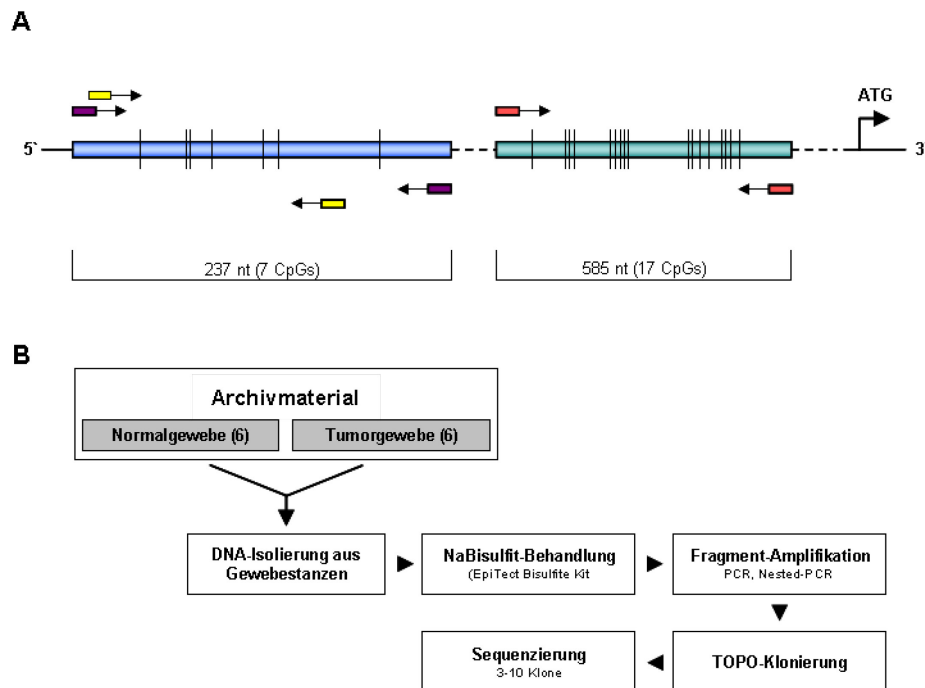 A
ATG
5`
3`
237 nt (7 CpGs)
585 nt (17 CpGs)
B
Archivmaterial
Normalgewebe (6)
Tumorgewebe (6)
DNA-Isolierung aus
Gewebestanzen
NaBisulfit-Behandlung
(EpiTect Bisulfite Kit
Fragment-Amplifikation
PCR, Nested-PCR
Sequenzierung
3-10 Klone
TOPO-Klonierung